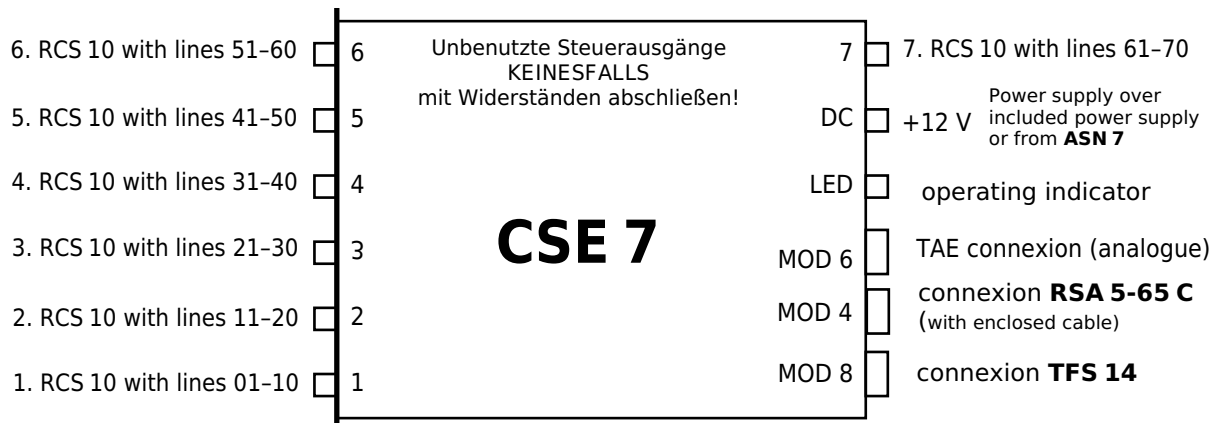 6. RCS 10 with lines 51–60
5. RCS 10 with lines 41–50
4. RCS 10 with lines 31–40
3. RCS 10 with lines 21–30
2. RCS 10 with lines 11–20
1. RCS 10 with lines 01–10
6
5
4
3
2
1
Unbenutzte Steuerausgänge
KEINESFALLS
mit Widerständen abschließen!
CSE 7
7
DC
LED
MOD 6
MOD 4
MOD 8
7. RCS 10 with lines 61–70
+12 V
Power supply over
included power supply
or from ASN 7
operating indicator
TAE connexion (analogue)
connexion RSA 5-65 C
(with enclosed cable)
connexion TFS 14